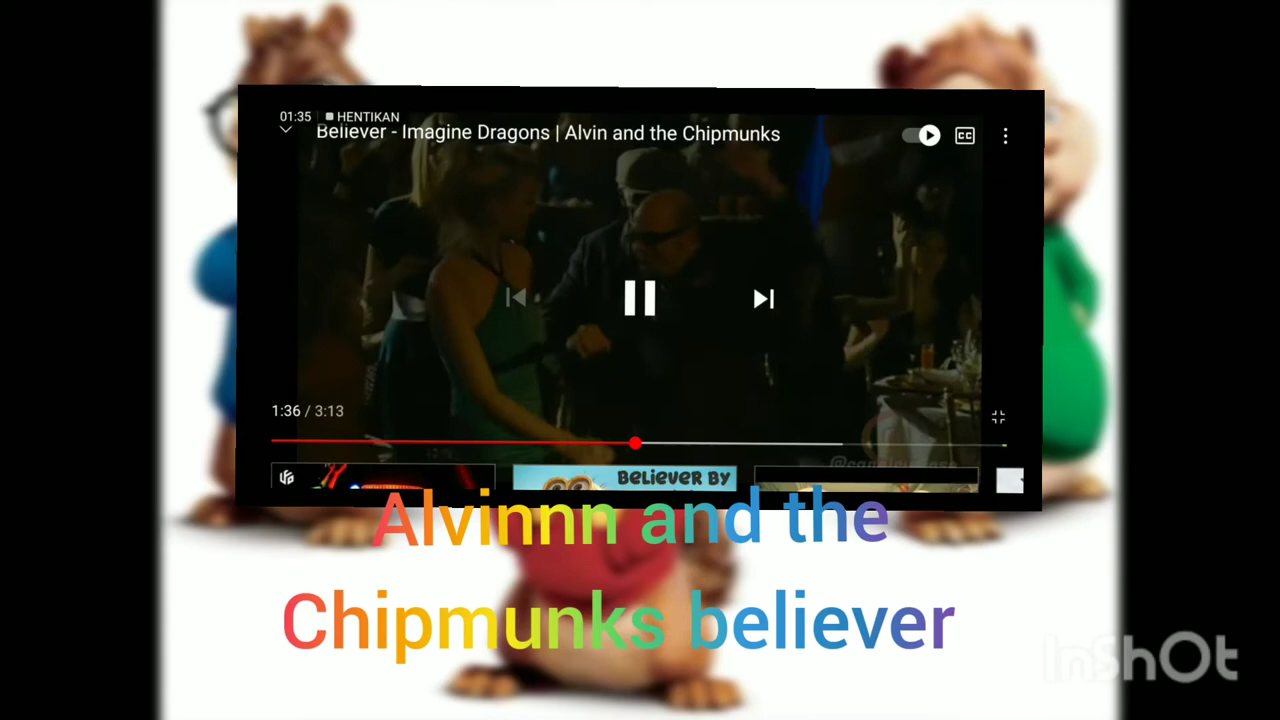 01:35 HENTIKAN
Believer - Imagine Dragons | Alvin and the Chipmunks
CC
1:36 / 3:13
BELIEVER BY
Alvinnn and the
Chipmunks believer
InShOt